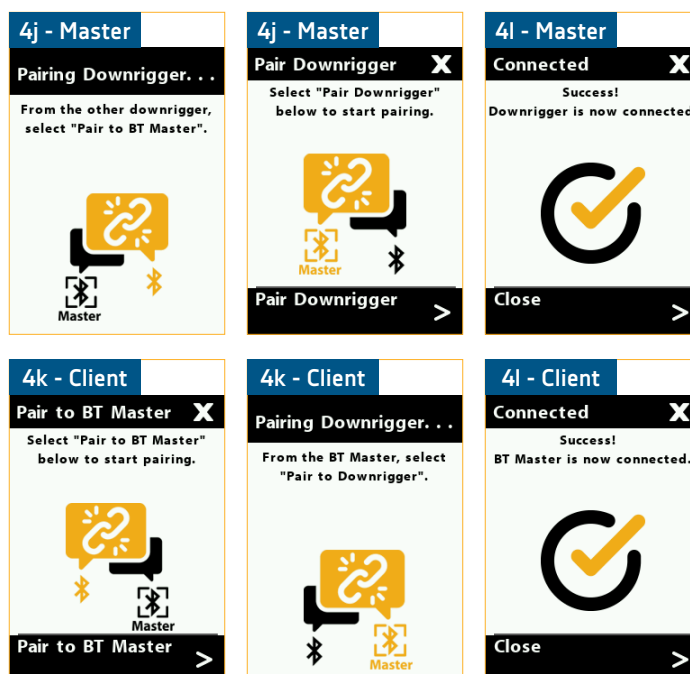 4j - Master
Pairing Downrigger. . .
From the other downrigger,
select "Pair to BT Master".
Master
4j - Master
Pair Downrigger X
Select "Pair Downrigger"
below to start pairing.
Master
Pair Downrigger >
4l - Master
Connected X
Success!
Downrigger is now connected
Close >
4k - Client
Pair to BT Master X
Select "Pair to BT Master"
below to start pairing.
Master
Pair to BT Master >
4k - Client
Pairing Downrigger. . .
From the BT Master, select
"Pair to Downrigger".
Master
4l - Client
Connected X
Success!
BT Master is now connected.
Close >